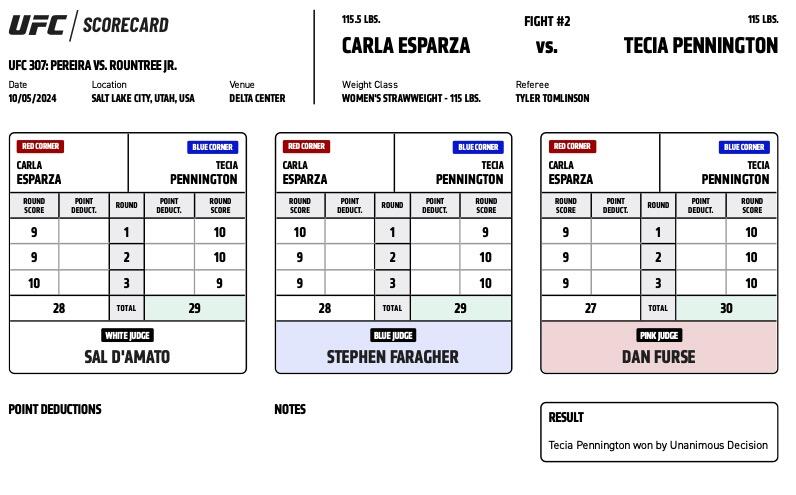 UFC SCORECARD
UFC 307: PEREIRA VS. ROUNTREE JR.
Date Location Venue
10/05/2024 SALT LAKE CITY, UTAH, USA DELTA CENTER
115.5 LBS. FIGHT #2 115 LBS.
CARLA ESPARZA vs. TECIA PENNINGTON
Weight Class Referee
WOMEN'S STRAWWEIGHT - 115 LBS. TYLER TOMLINSON
RED CORNER BLUE CORNER
CARLA TECIA
ESPARZA PENNINGTON
ROUND SCORE POINT DEDUCT. ROUND POINT DEDUCT. ROUND SCORE
9 1 10
9 2 10
10 3 9
28 TOTAL 29
WHITE JUDGE
SAL D'AMATO
RED CORNER BLUE CORNER
CARLA TECIA
ESPARZA PENNINGTON
ROUND SCORE POINT DEDUCT. ROUND POINT DEDUCT. ROUND SCORE
10 1 9
9 2 10
9 3 10
28 TOTAL 29
BLUE JUDGE
STEPHEN FARAGHER
RED CORNER BLUE CORNER
CARLA TECIA
ESPARZA PENNINGTON
ROUND SCORE POINT DEDUCT. ROUND POINT DEDUCT. ROUND SCORE
9 1 10
9 2 10
9 3 10
27 TOTAL 30
PINK JUDGE
DAN FURSE
POINT DEDUCTIONS
NOTES
RESULT
Tecia Pennington won by Unanimous Decision